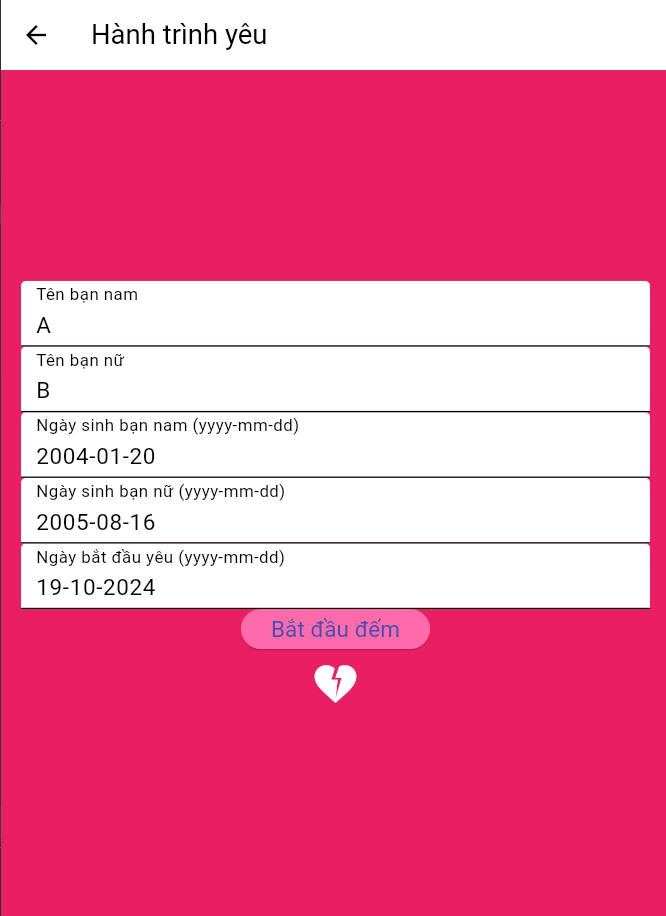 Hành trình yêu
Tên bạn nam
A
Tên bạn nữ
B
Ngày sinh bạn nam (yyyy-mm-dd)
2004-01-20
Ngày sinh bạn nữ (yyyy-mm-dd)
2005-08-16
Ngày bắt đầu yêu (yyyy-mm-dd)
19-10-2024
Bắt đầu đếm